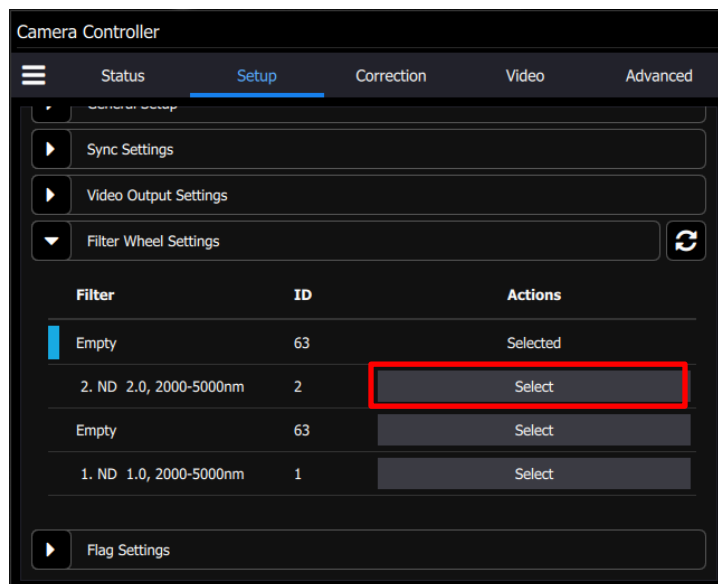 Camera Controller
Status Setup Correction Video Advanced
General Setup
Sync Settings
Video Output Settings
Filter Wheel Settings
Filter ID Actions
Empty 63 Selected
2. ND 2.0, 2000-5000nm 2 Select
Empty 63 Select
1. ND 1.0, 2000-5000nm 1 Select
Flag Settings